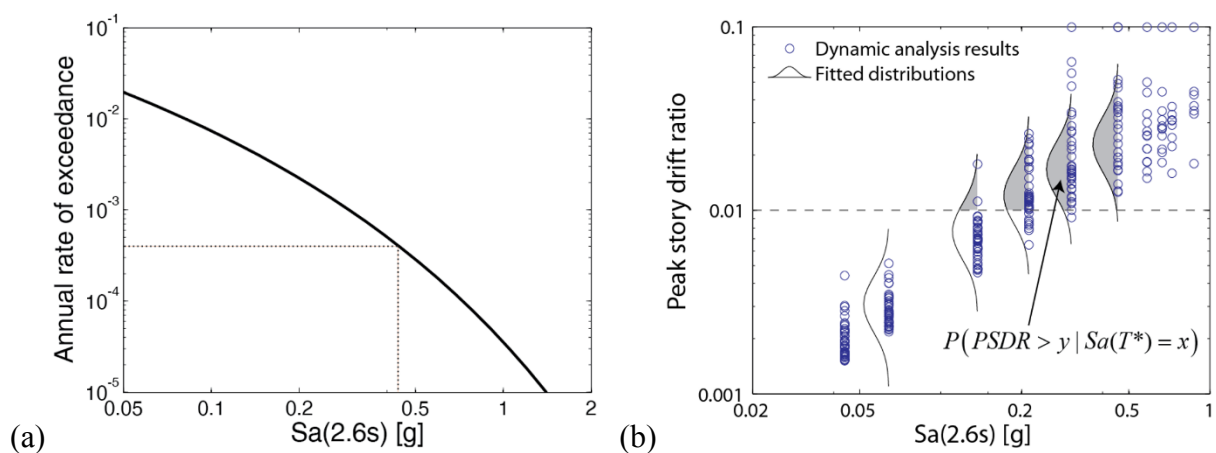 10^-1
10^-2
10^-3
10^-4
10^-5
0.05 0.1 0.2 0.5 1 2
Annual rate of exceedance
Sa(2.6s) [g]
(a)
0.1
0.01
0.001
0.02 0.05 0.2 0.5 1
Peak story drift ratio
Dynamic analysis results
Fitted distributions
P(PSDR > y | Sa(T*) = x)
Sa(2.6s) [g]
(b)